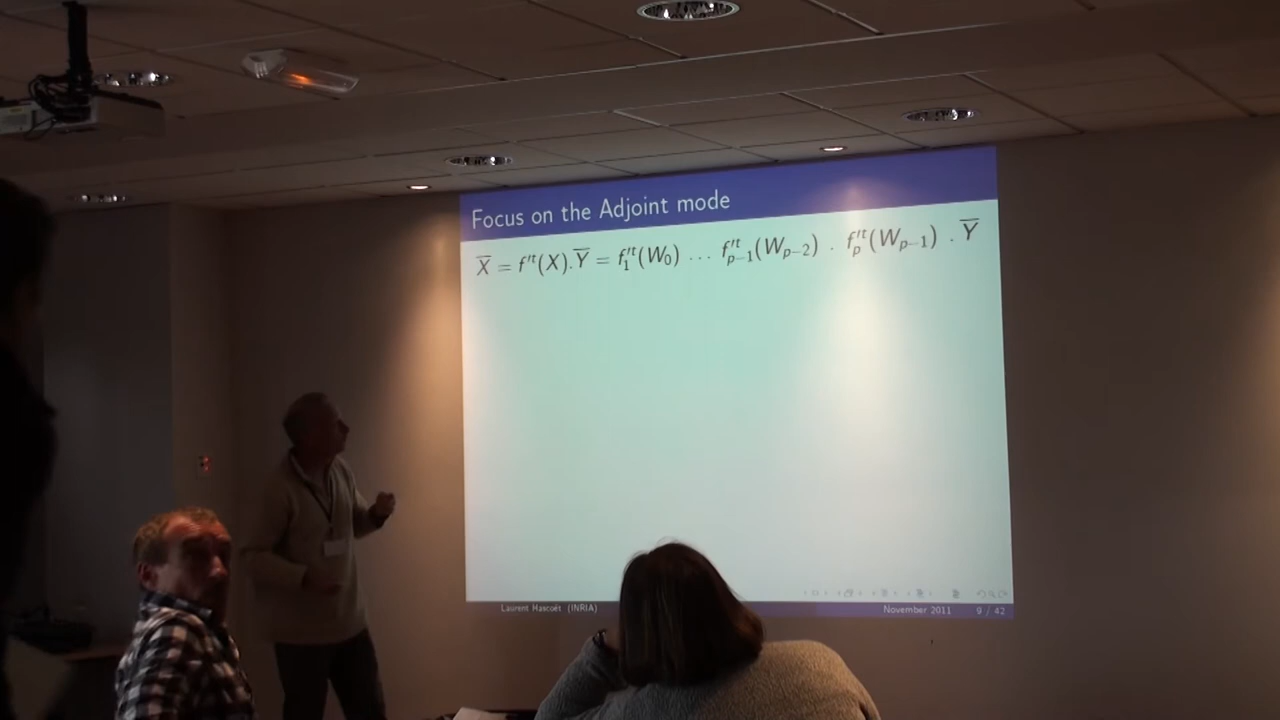 Focus on the Adjoint mode
X̅ = f'ᵗ(X).Y̅ = f₁'ᵗ(W₀) … f'ᵗₚ₋₁(Wₚ₋₂) . fₚ'ᵗ(Wₚ₋₁) . Y̅
Laurent Hascoët (INRIA) November 2011 9 / 42